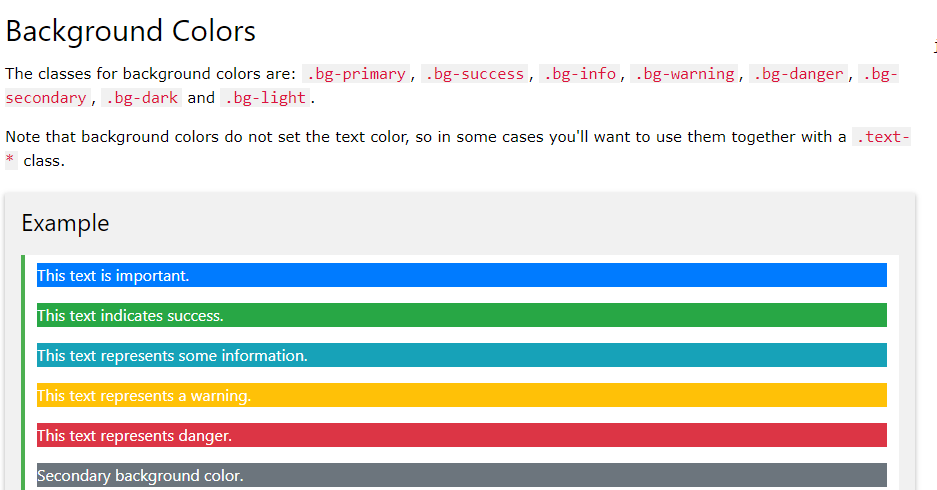 Background Colors
The classes for background colors are: .bg-primary, .bg-success, .bg-info, .bg-warning, .bg-danger, .bg-
secondary, .bg-dark and .bg-light.
Note that background colors do not set the text color, so in some cases you'll want to use them together with a .text-
* class.
Example
This text is important.
This text indicates success.
This text represents some information.
This text represents a warning.
This text represents danger.
Secondary background color.